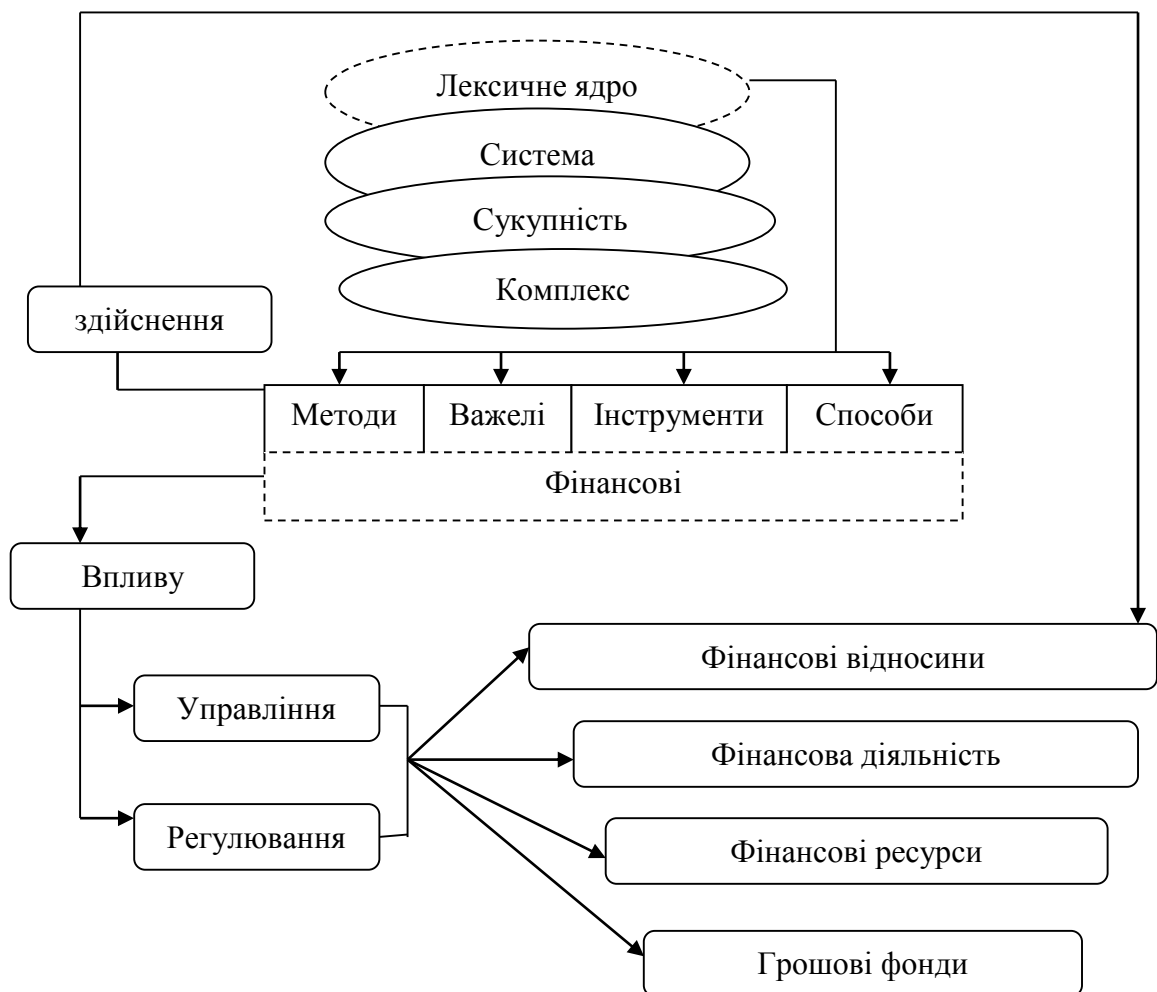 Лексичне ядро
Система
Сукупність
Комплекс
здійснення
Методи Важелі Інструменти Способи
Фінансові
Впливу
Фінансові відносини
Управління
Фінансова діяльність
Регулювання
Фінансові ресурси
Грошові фонди